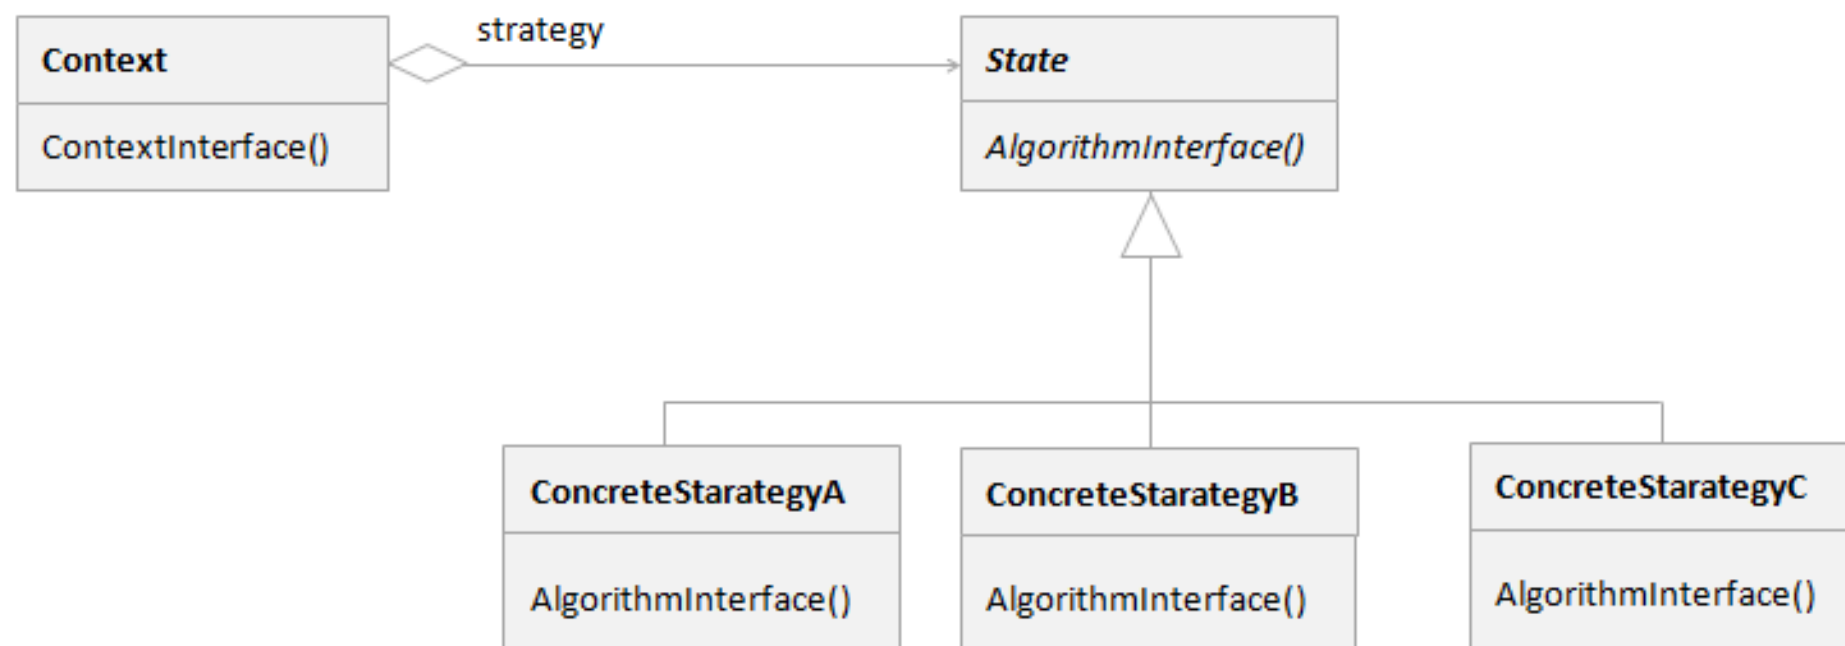 strategy
Context
State
ContextInterface()
AlgorithmInterface()
ConcreteStarategyA
ConcreteStarategyB
ConcreteStarategyC
AlgorithmInterface()
AlgorithmInterface()
AlgorithmInterface()